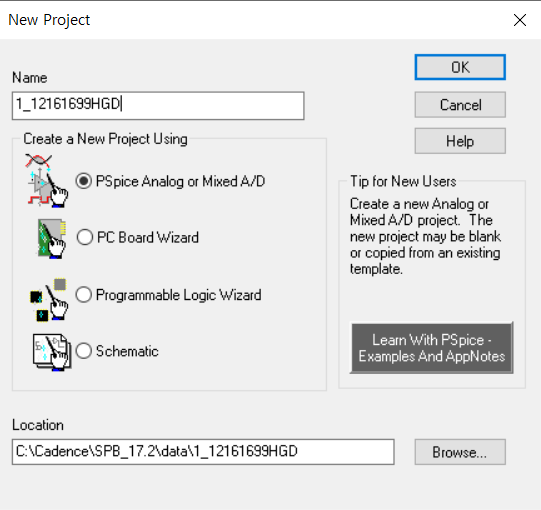 New Project
Name
1_12161699HGD
OK
Cancel
Help
Create a New Project Using
PSpice Analog or Mixed A/D
PC Board Wizard
Programmable Logic Wizard
Schematic
Tip for New Users
Create a new Analog or
Mixed A/D project. The
new project may be blank
or copied from an existing
template.
Learn With PSpice -
Examples And AppNotes
Location
C:\Cadence\SPB_17.2\data\1_12161699HGD
Browse...